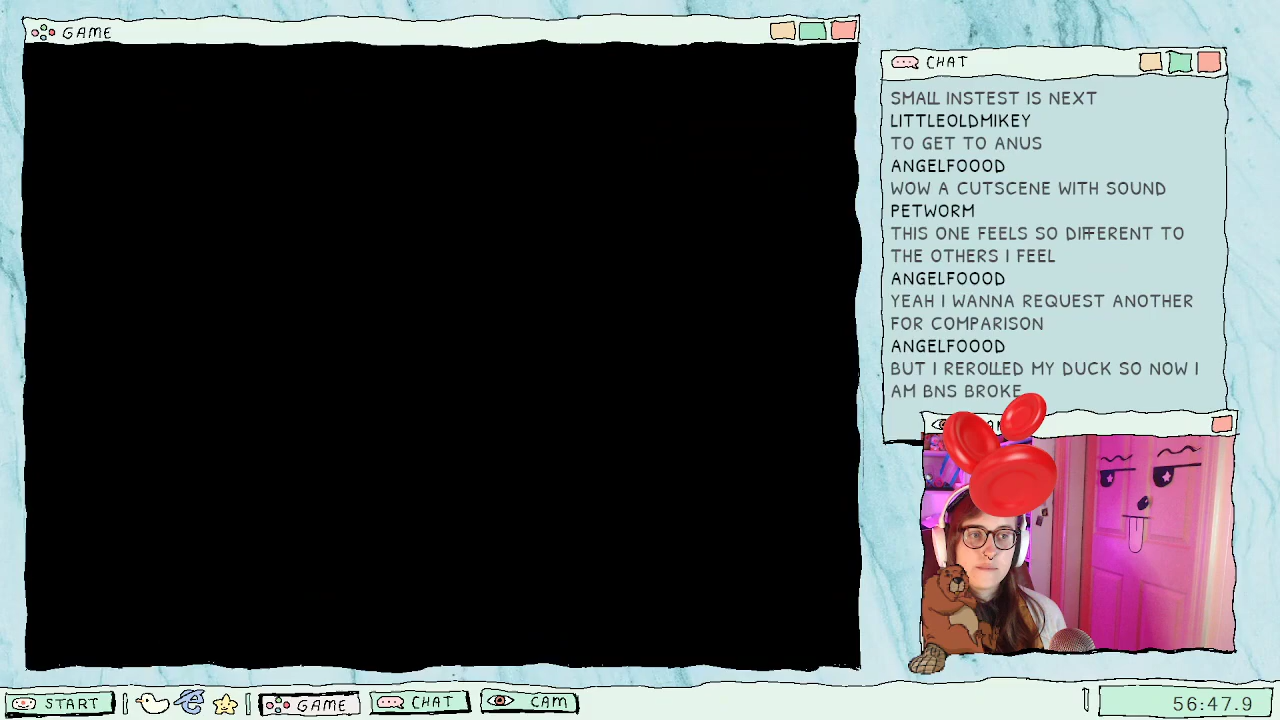 GAME
CHAT
SMALL INSTEST IS NEXT
LITTLEOLDMIKEY
TO GET TO ANUS
ANGELFOOOD
WOW A CUTSCENE WITH SOUND
PETWORM
THIS ONE FEELS SO DIFFERENT TO
THE OTHERS I FEEL
ANGELFOOOD
YEAH I WANNA REQUEST ANOTHER
FOR COMPARISON
ANGELFOOOD
BUT I REROLLED MY DUCK SO NOW I
AM BNS BROKE
START
GAME
CHAT
CAM
56:47.9